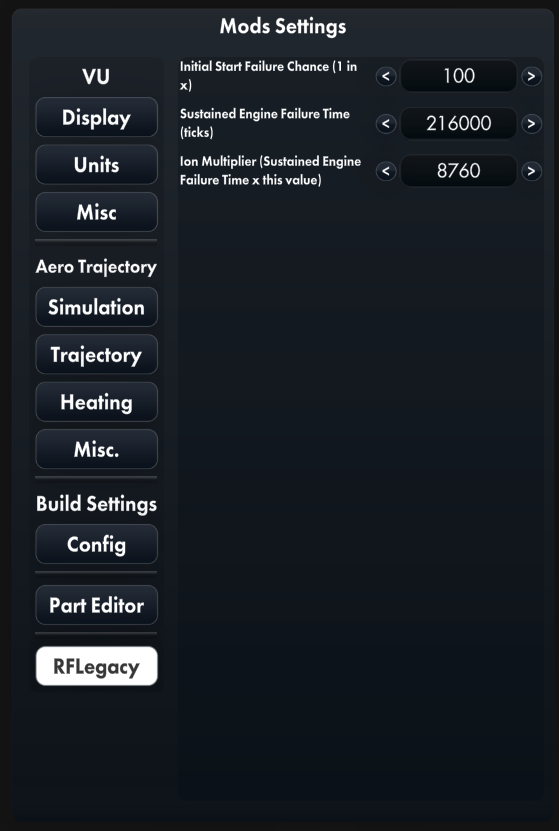 Mods Settings
VU
Display
Units
Misc
Aero Trajectory
Simulation
Trajectory
Heating
Misc.
Build Settings
Config
Part Editor
RFLegacy
Initial Start Failure Chance (1 in
x)
< 100 >
Sustained Engine Failure Time
(ticks)
< 216000 >
Ion Multiplier (Sustained Engine
Failure Time x this value)
< 8760 >